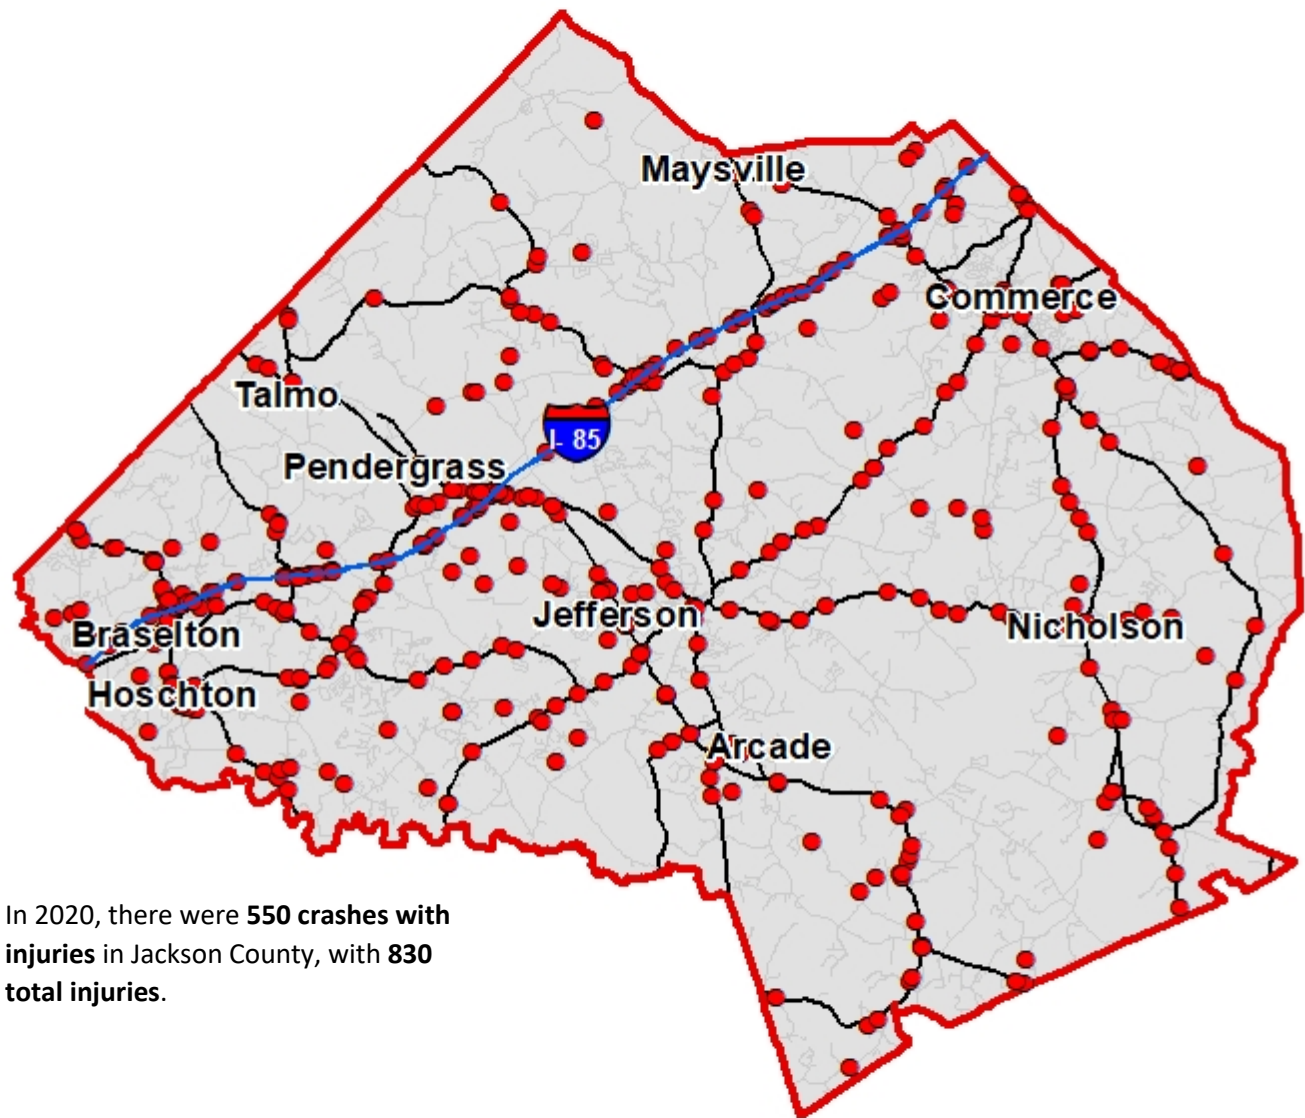 Maysville
Commerce
Talmo
I- 85
Pendergrass
Jefferson
Nicholson
Braselton
Hoschton
Arcade
In 2020, there were 550 crashes with
injuries in Jackson County, with 830
total injuries.